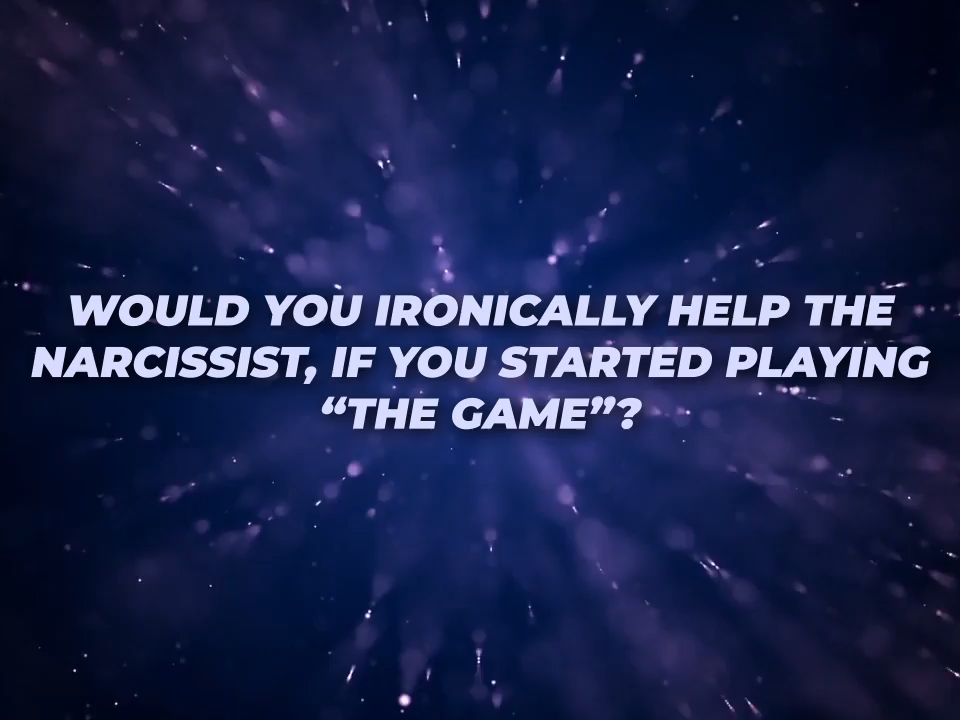 WOULD YOU IRONICALLY HELP THE
NARCISSIST, IF YOU STARTED PLAYING
“THE GAME”?